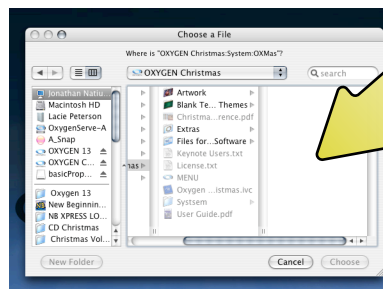 Choose a File
Where is "OXYGEN Christmas:System:OXMas"?
OXYGEN Christmas
search
Jonathan Natiu...
Macintosh HD
Lacie Peterson
OxygenServe-A
A_Snap
OXYGEN 13
OXYGEN C...
basicProp...
Oxygen 13
New Beginnin...
NB XPRESS LO...
CD Christmas
Christmas Vol...
nas
Artwork
Blank Te... Themes
Christma...rence.pdf
Extras
Files for...Software
Keynote Users.txt
License.txt
MENU
Oxygen ...istmas.ivc
Systsem
User Guide.pdf
New Folder
Cancel
Choose